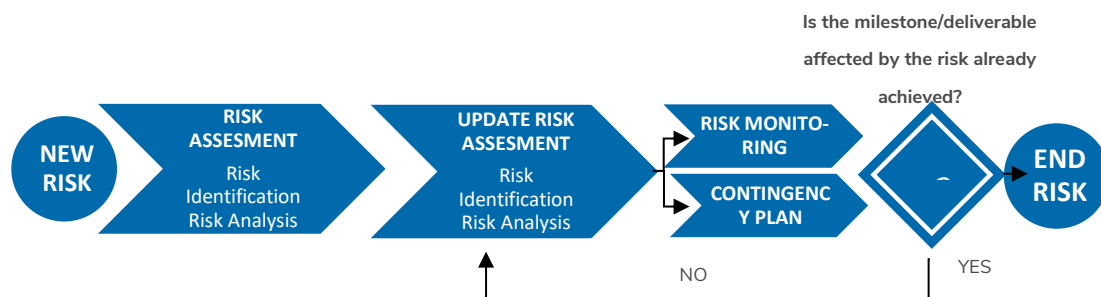 Is the milestone/deliverable
affected by the risk already
achieved?
NEW
RISK
RISK
ASSESMENT
Risk
Identification
Risk Analysis
UPDATE RISK
ASSESMENT
Risk
Identification
Risk Analysis
RISK MONITO-
RING
CONTINGENC
Y PLAN
END
RISK
NO
YES